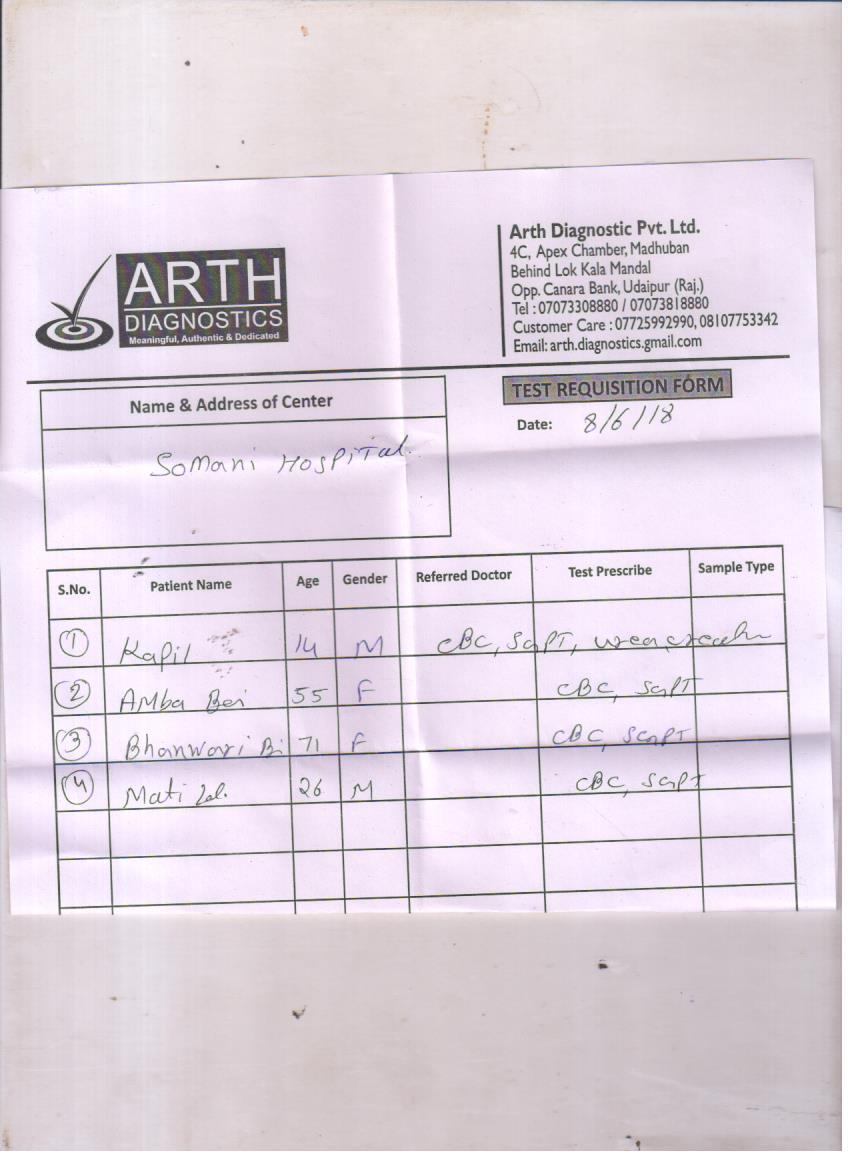 ARTH
DIAGNOSTICS
Meaningful, Authentic & Dedicated
Arth Diagnostic Pvt. Ltd.
4C, Apex Chamber, Madhuban
Behind Lok Kala Mandal
Opp. Canara Bank, Udaipur (Raj.)
Tel : 07073308880 / 07073818880
Customer Care : 07725992990, 08107753342
Email: arth.diagnostics.gmail.com
TEST REQUISITION FORM
Date: 8/6/18
Name & Address of Center
Somani Hospital
S.No. Patient Name Age Gender Referred Doctor Test Prescribe Sample Type
1 Kapil 14 M CBC, SGPT, urea,
2 Amba Bai 55 F CBC, SGPT
3 Bhanwari 71 F CBC, SGPT
4 Mati Lal. 26 M CBC, SGPT